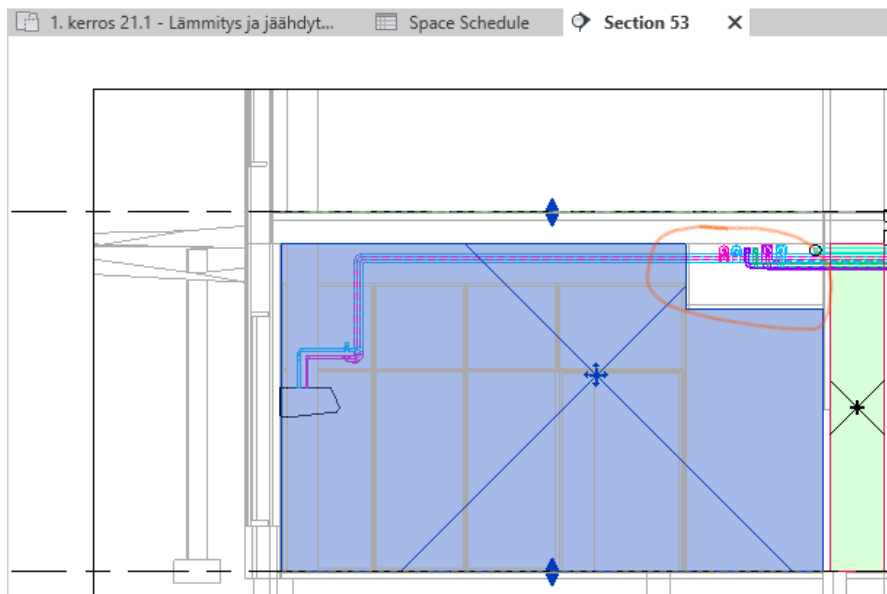 1. kerros 21.1 - Lämmitys ja jäähdyt...
Space Schedule
Section 53